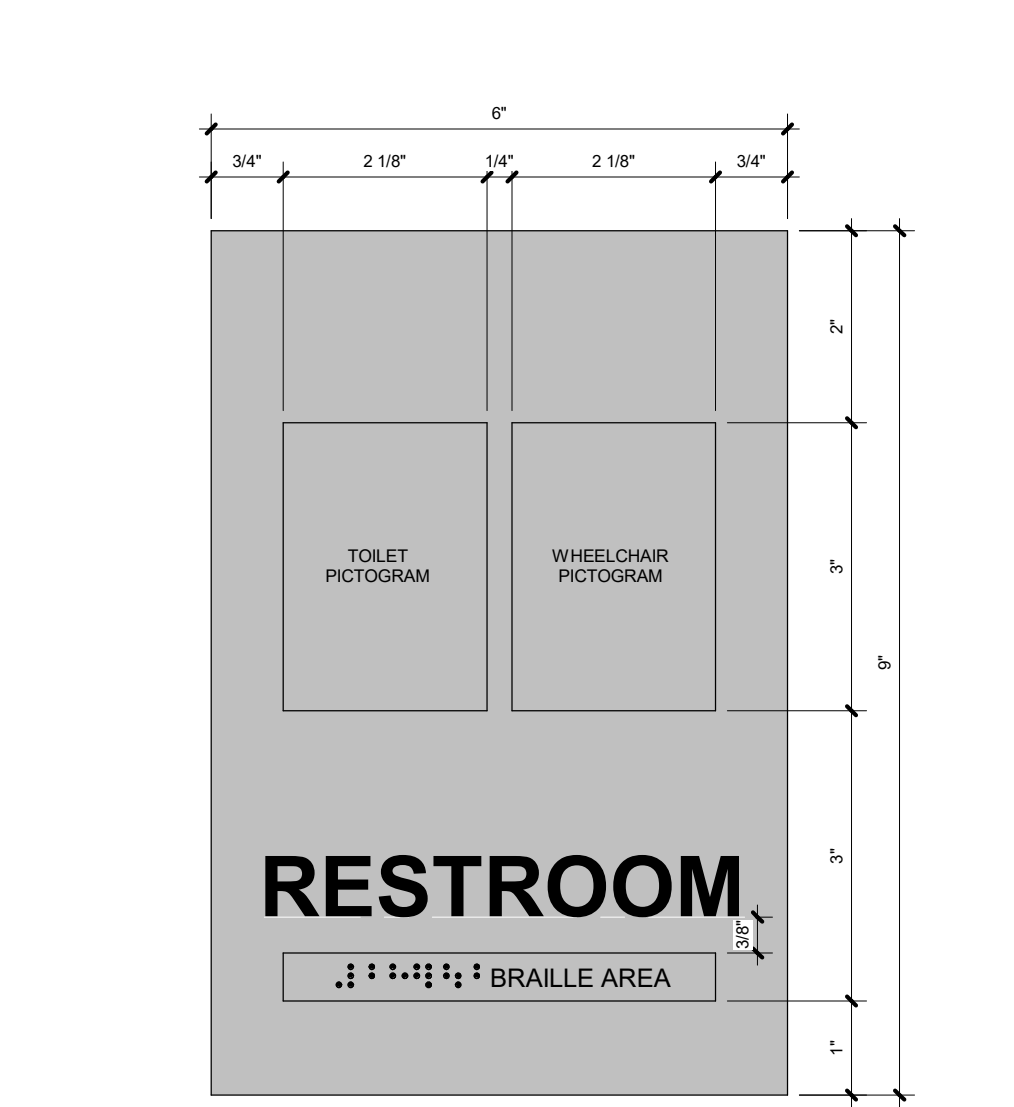 6"
3/4" 2 1/8" 1/4" 2 1/8" 3/4"
2"
TOILET
PICTOGRAM
WHEELCHAIR
PICTOGRAM
3"
9"
RESTROOM
3"
3/8"
BRAILLE AREA
1"